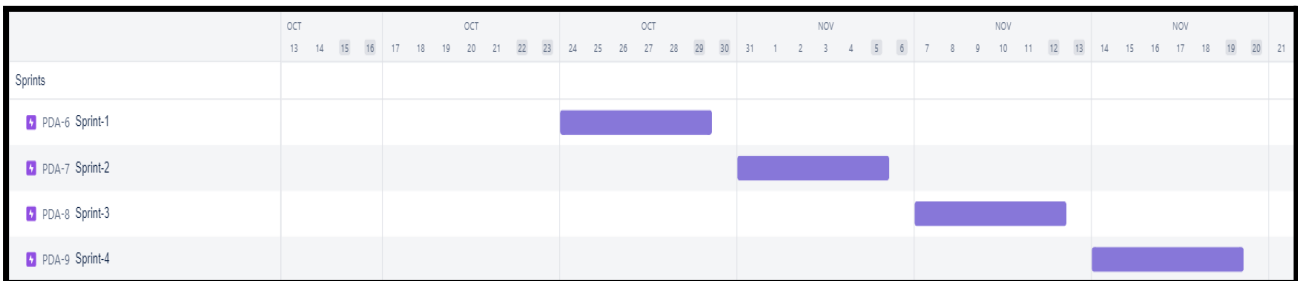 OCT OCT OCT NOV NOV NOV
13 14 15 16 17 18 19 20 21 22 23 24 25 26 27 28 29 30 31 1 2 3 4 5 6 7 8 9 10 11 12 13 14 15 16 17 18 19 20 21
Sprints
PDA-6 Sprint-1
PDA-7 Sprint-2
PDA-8 Sprint-3
PDA-9 Sprint-4